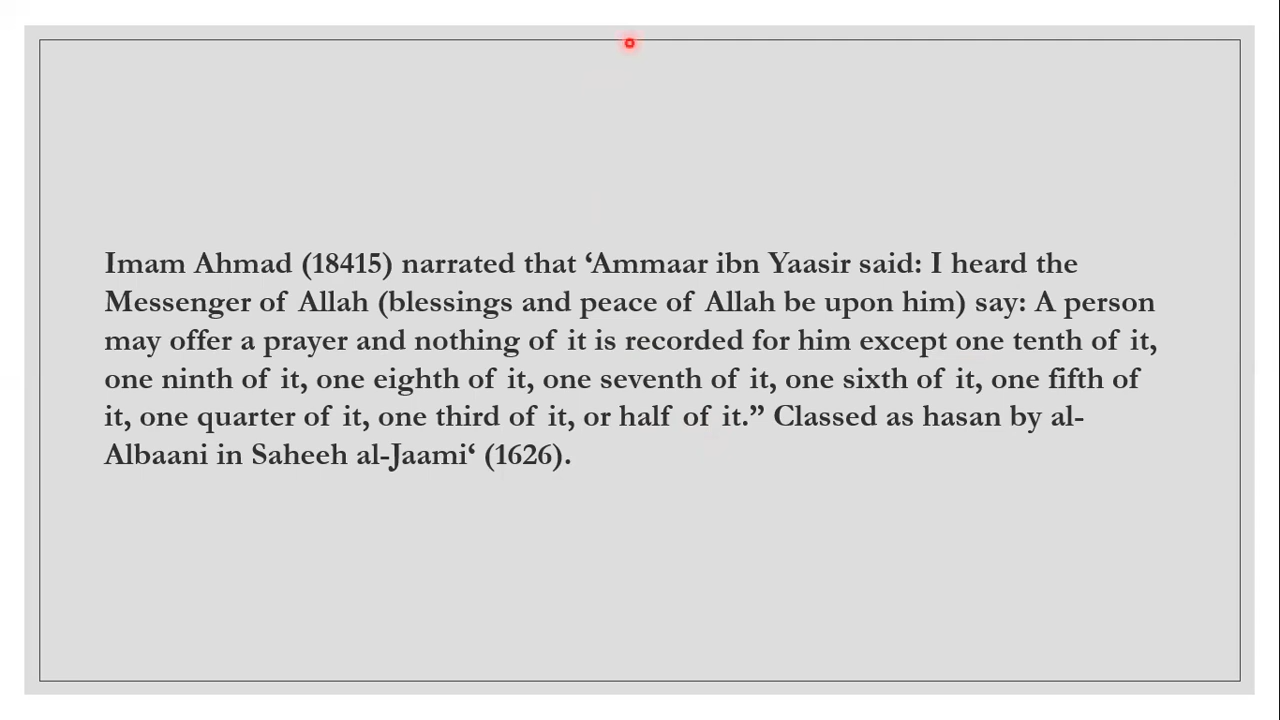 Imam Ahmad (18415) narrated that ‘Ammaar ibn Yaasir said: I heard the
Messenger of Allah (blessings and peace of Allah be upon him) say: A person
may offer a prayer and nothing of it is recorded for him except one tenth of it,
one ninth of it, one eighth of it, one seventh of it, one sixth of it, one fifth of
it, one quarter of it, one third of it, or half of it.” Classed as hasan by al-
Albaani in Saheeh al-Jaami‘ (1626).